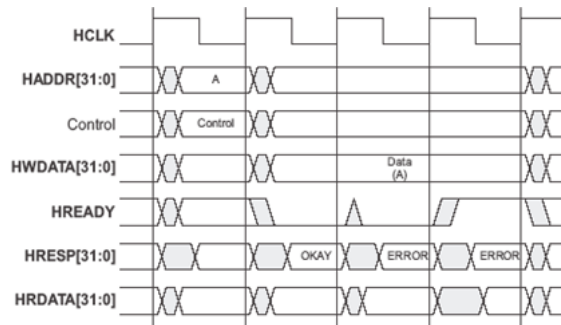 HCLK
HADDR[31:0] A
Control Control
HWDATA[31:0] Data
(A)
HREADY
HRESP[31:0] OKAY ERROR ERROR
HRDATA[31:0]